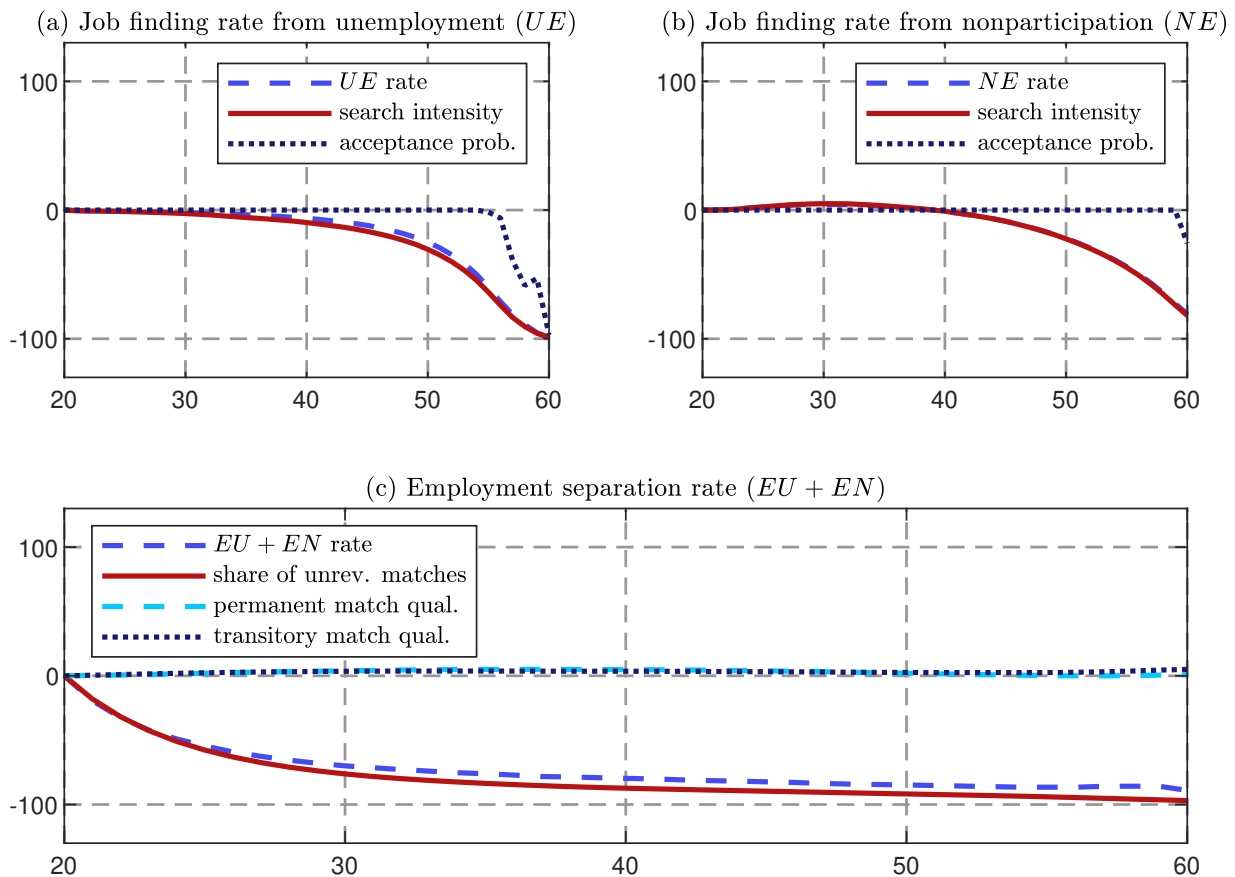 (a) Job finding rate from unemployment (UE)
100
0
-100
20 30 40 50 60
UE rate
search intensity
acceptance prob.
(b) Job finding rate from nonparticipation (NE)
100
0
-100
20 30 40 50 60
NE rate
search intensity
acceptance prob.
(c) Employment separation rate (EU + EN)
100
0
-100
20 30 40 50 60
EU + EN rate
share of unrev. matches
permanent match qual.
transitory match qual.